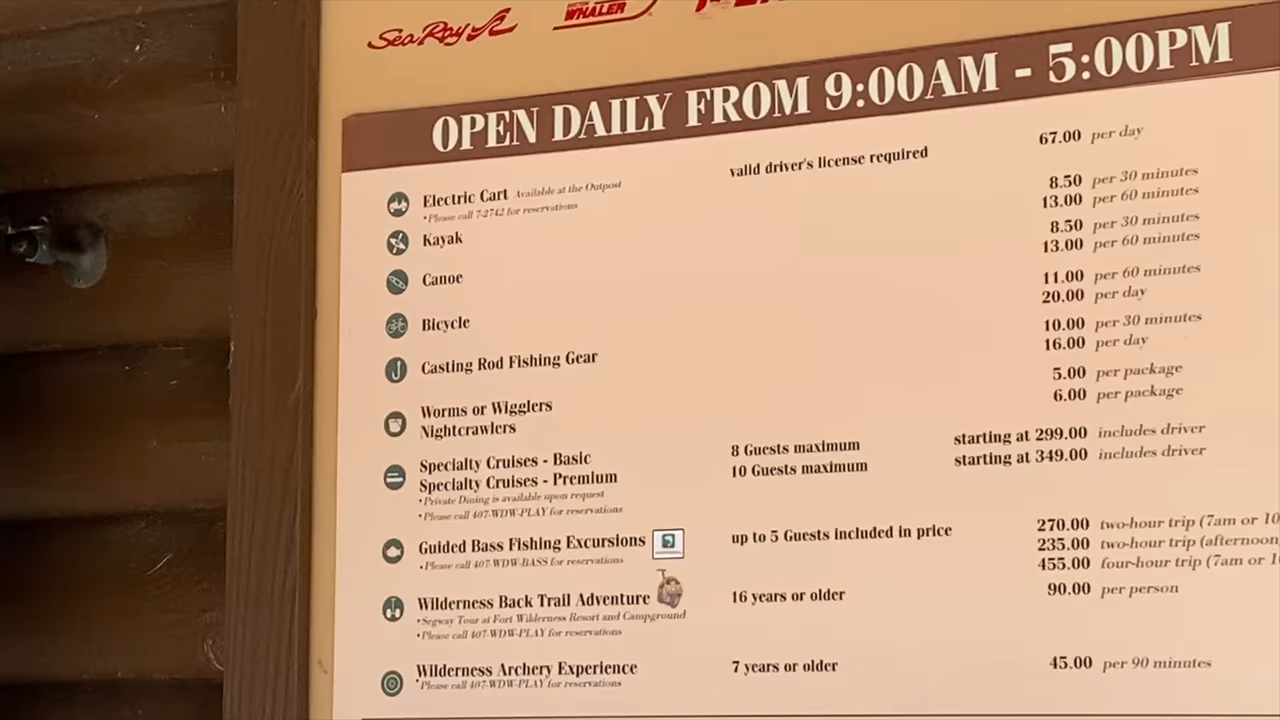 Sea Ray
WHALER
OPEN DAILY FROM 9:00AM - 5:00PM
Electric Cart Available at the Outpost valid driver's license required 67.00 per day
•Please call 7-2742 for reservations
Kayak 8.50 per 30 minutes
13.00 per 60 minutes
Canoe 8.50 per 30 minutes
13.00 per 60 minutes
Bicycle 11.00 per 60 minutes
20.00 per day
Casting Rod Fishing Gear 10.00 per 30 minutes
16.00 per day
Worms or Wigglers 5.00 per package
Nightcrawlers 6.00 per package
Specialty Cruises - Basic 8 Guests maximum starting at 299.00 includes driver
Specialty Cruises - Premium 10 Guests maximum starting at 349.00 includes driver
•Private Dining is available upon request
•Please call 407-WDW-PLAY for reservations
Guided Bass Fishing Excursions up to 5 Guests included in price 270.00 two-hour trip (7am or 10
•Please call 407-WDW-BASS for reservations 235.00 two-hour trip (afternoon
455.00 four-hour trip (7am or 10
Wilderness Back Trail Adventure 16 years or older 90.00 per person
•Segway Tour at Fort Wilderness Resort and Campground
•Please call 407-WDW-PLAY for reservations
Wilderness Archery Experience 7 years or older 45.00 per 90 minutes
•Please call 407-WDW-PLAY for reservations